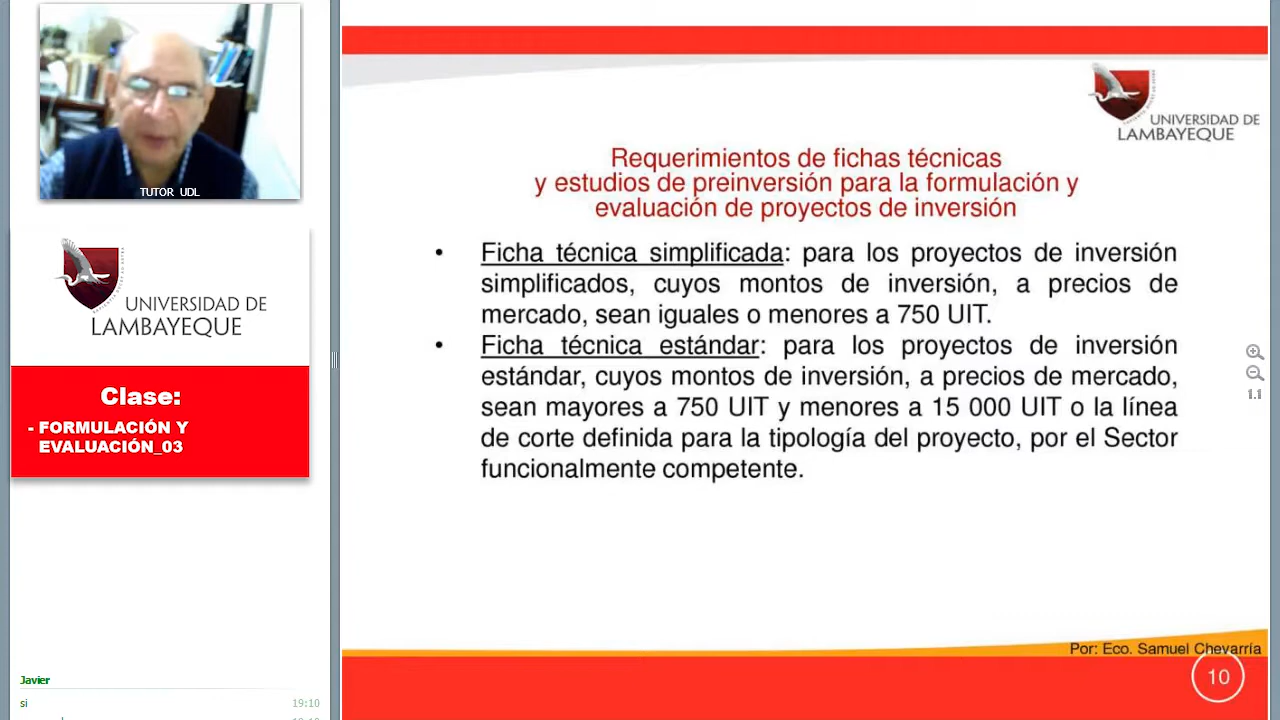 TUTOR UDL
UNIVERSIDAD DE
LAMBAYEQUE
Clase:
- FORMULACIÓN Y
EVALUACIÓN_03
Javier
si 19:10
UNIVERSIDAD DE
LAMBAYEQUE
Requerimientos de fichas técnicas
y estudios de preinversión para la formulación y
evaluación de proyectos de inversión
• Ficha técnica simplificada: para los proyectos de inversión
simplificados, cuyos montos de inversión, a precios de
mercado, sean iguales o menores a 750 UIT.
• Ficha técnica estándar: para los proyectos de inversión
estándar, cuyos montos de inversión, a precios de mercado,
sean mayores a 750 UIT y menores a 15 000 UIT o la línea
de corte definida para la tipología del proyecto, por el Sector
funcionalmente competente.
1.1
Por: Eco. Samuel Chevarría
10